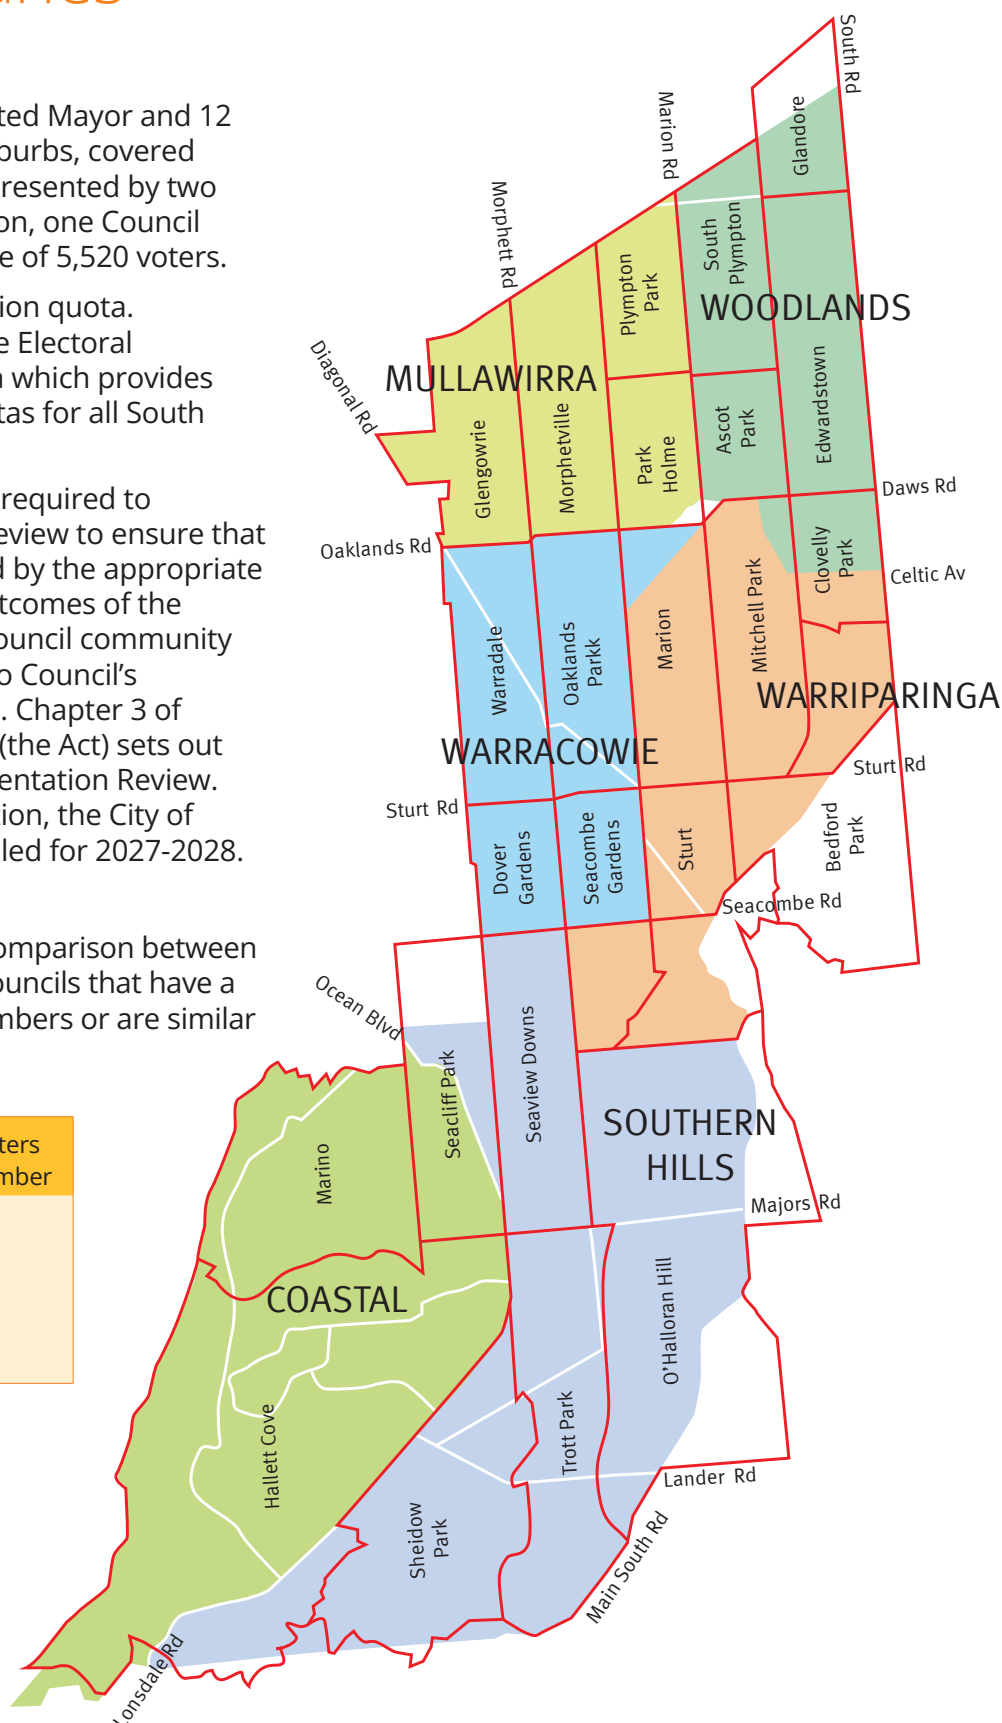 ted Mayor and 12
burbs, covered
resented by two
on, one Council
e of 5,520 voters.
ion quota.
e Electoral
n which provides
tas for all South
required to
eview to ensure that
d by the appropriate
utcomes of the
ouncil community
o Council's
. Chapter 3 of
(the Act) sets out
entation Review.
tion, the City of
led for 2027-2028.
omparison between
ouncils that have a
mbers or are similar
ters
mber
South Rd
Marion Rd
Glandore
Morphett Rd
South
Plympton
Plympton
Park
WOODLANDS
Diagonal Rd
MULLAWIRRA
Glengowrie
Morphetville
Park
Holme
Ascot
Park
Edwardstown
Daws Rd
Oaklands Rd
Clovelly
Park
Celtic Av
Warradale
Oaklands
Parkk
Marion
Mitchell Park
WARRIPARINGA
WARRACOWIE
Sturt Rd
Sturt Rd
Dover
Gardens
Seacombe
Gardens
Sturt
Bedford
Park
Seacombe Rd
Ocean Blvd
Seacliff Park
Seaview Downs
SOUTHERN
HILLS
Marino
Majors Rd
COASTAL
O'Halloran Hill
Hallett Cove
Trott Park
Lander Rd
Sheidow
Park
Main South Rd
Lonsdale Rd